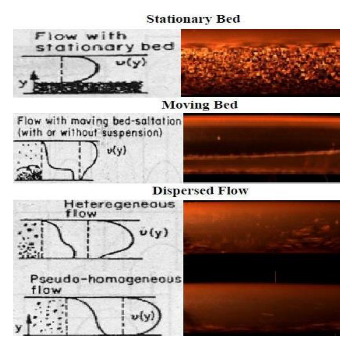 Stationary Bed
Flow with
stationary bed
υ(y)
y
Moving Bed
Flow with moving bed-saltation
(with or without suspension)
υ(y)
Dispersed Flow
Heterogeneous
flow
υ(y)
Pseudo-homogeneous
flow
y
υ(y)